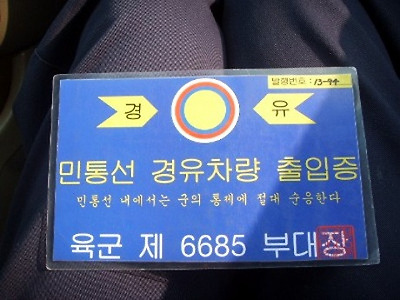 발행번호 : 13-94
경 유
민통선 경유차량 출입증
민통선 내에서는 군의 통제에 절대 순응한다
육군 제 6685 부대장